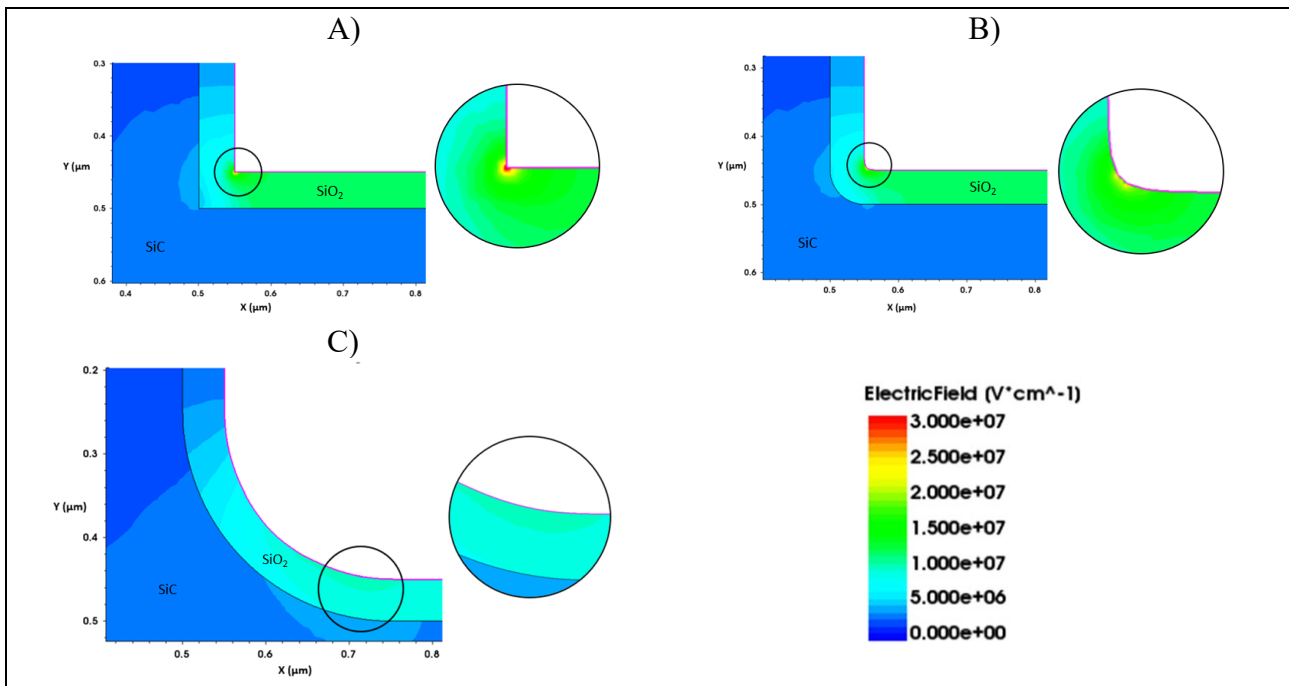 A)
0.3
0.4
Y (µm
0.5
0.6
SiO2
SiC
0.4 0.5 0.6 0.7 0.8
X (µm)
B)
0.3
0.4
Y (µm)
0.5
0.6
SiO2
SiC
0.5 0.6 0.7 0.8
X (µm)
C)
0.2
0.3
Y (µm)
0.4
0.5
SiO2
SiC
0.5 0.6 0.7 0.8
X (µm)
ElectricField (V*cm^-1)
3.000e+07
2.500e+07
2.000e+07
1.500e+07
1.000e+07
5.000e+06
0.000e+00